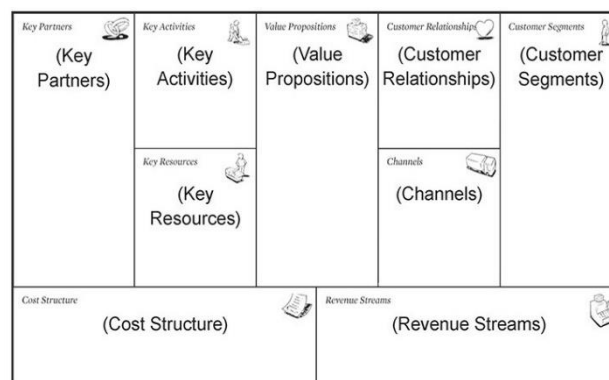 Key Partners
(Key
Partners)
Key Activities
(Key
Activities)
Key Resources
(Key
Resources)
Value Propositions
(Value
Propositions)
Customer Relationships
(Customer
Relationships)
Channels
(Channels)
Customer Segments
(Customer
Segments)
Cost Structure
(Cost Structure)
Revenue Streams
(Revenue Streams)